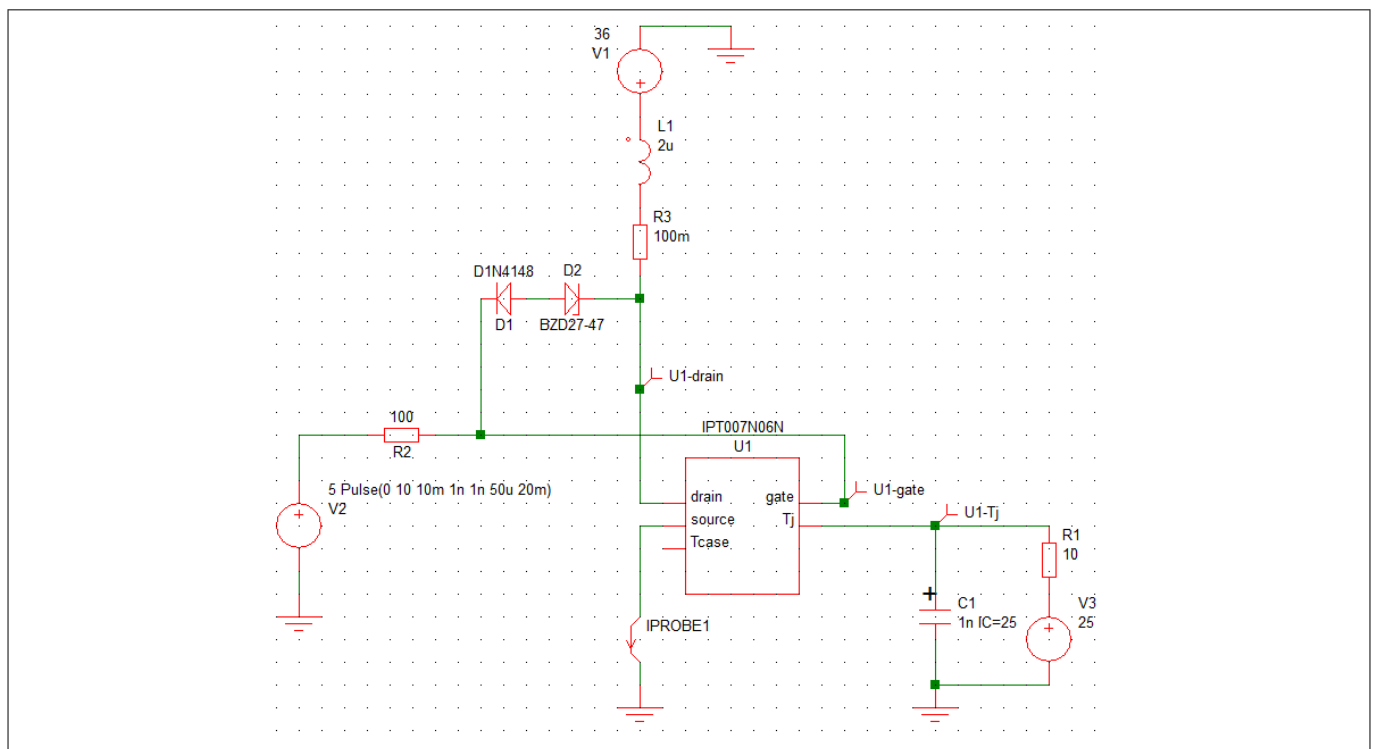 36
V1
L1
2u
R3
100m
D1N4148
D2
D1
BZD27-47
U1-drain
100
R2
IPT007N06N
U1
5 Pulse(0 10 10m 1n 1n 50u 20m)
V2
drain
gate
U1-gate
source
Tj
U1-Tj
Tcase
R1
10
IPROBE1
C1
1n IC=25
V3
25